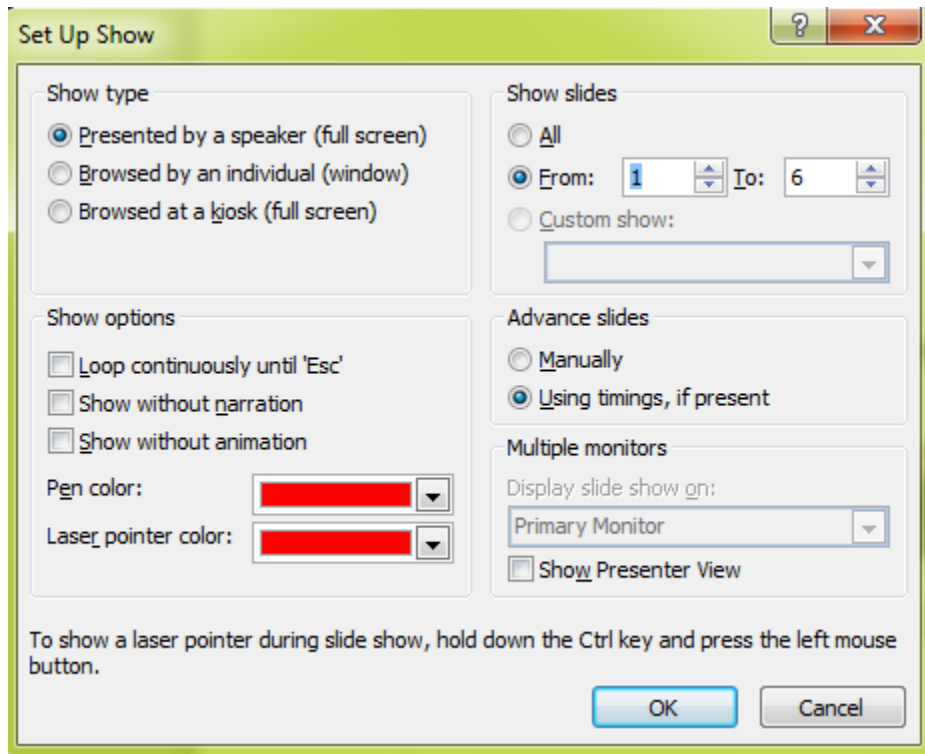 Set Up Show
?
Show type
Presented by a speaker (full screen)
Browsed by an individual (window)
Browsed at a kiosk (full screen)
Show slides
All
From: 1 To: 6
Custom show:
Show options
Loop continuously until 'Esc'
Show without narration
Show without animation
Pen color:
Laser pointer color:
Advance slides
Manually
Using timings, if present
Multiple monitors
Display slide show on:
Primary Monitor
Show Presenter View
To show a laser pointer during slide show, hold down the Ctrl key and press the left mouse
button.
OK Cancel